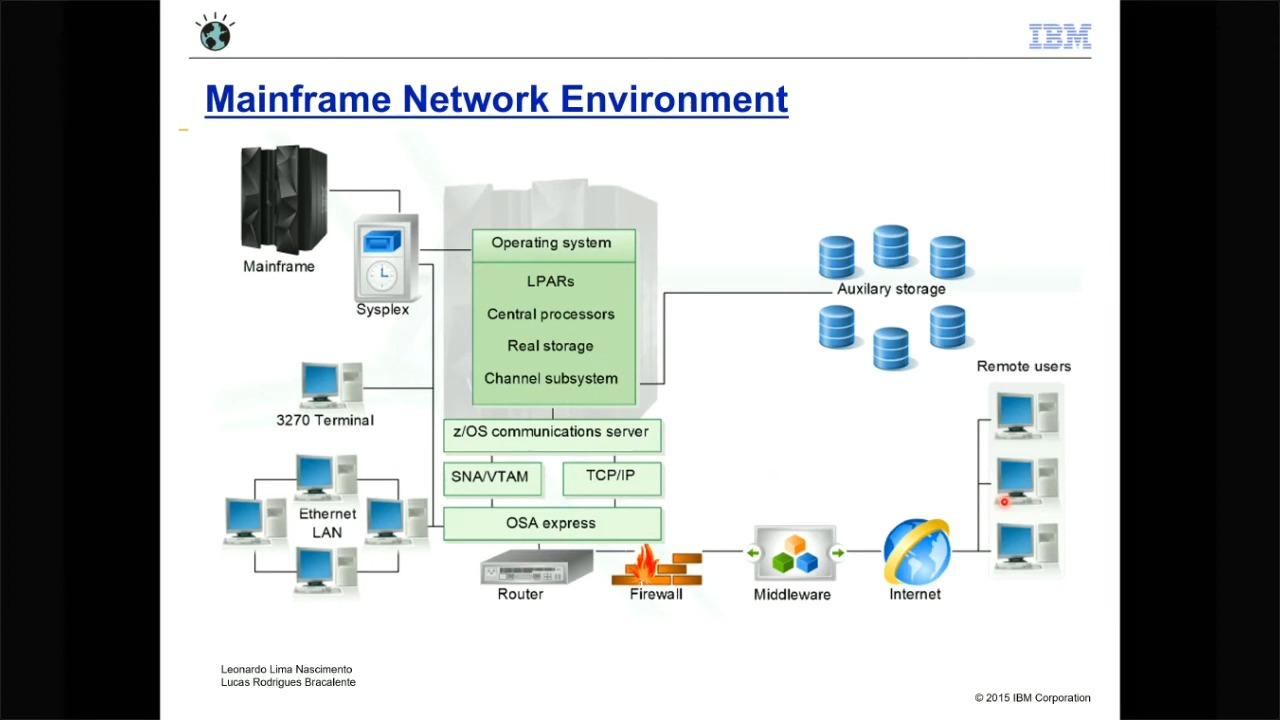 IBM
Mainframe Network Environment
Mainframe
Sysplex
Operating system
LPARs
Central processors
Real storage
Channel subsystem
Auxilary storage
Remote users
3270 Terminal
z/OS communications server
SNA/VTAM
TCP/IP
Ethernet
LAN
OSA express
Router
Firewall
Middleware
Internet
Leonardo Lima Nascimento
Lucas Rodrigues Bracalente
© 2015 IBM Corporation